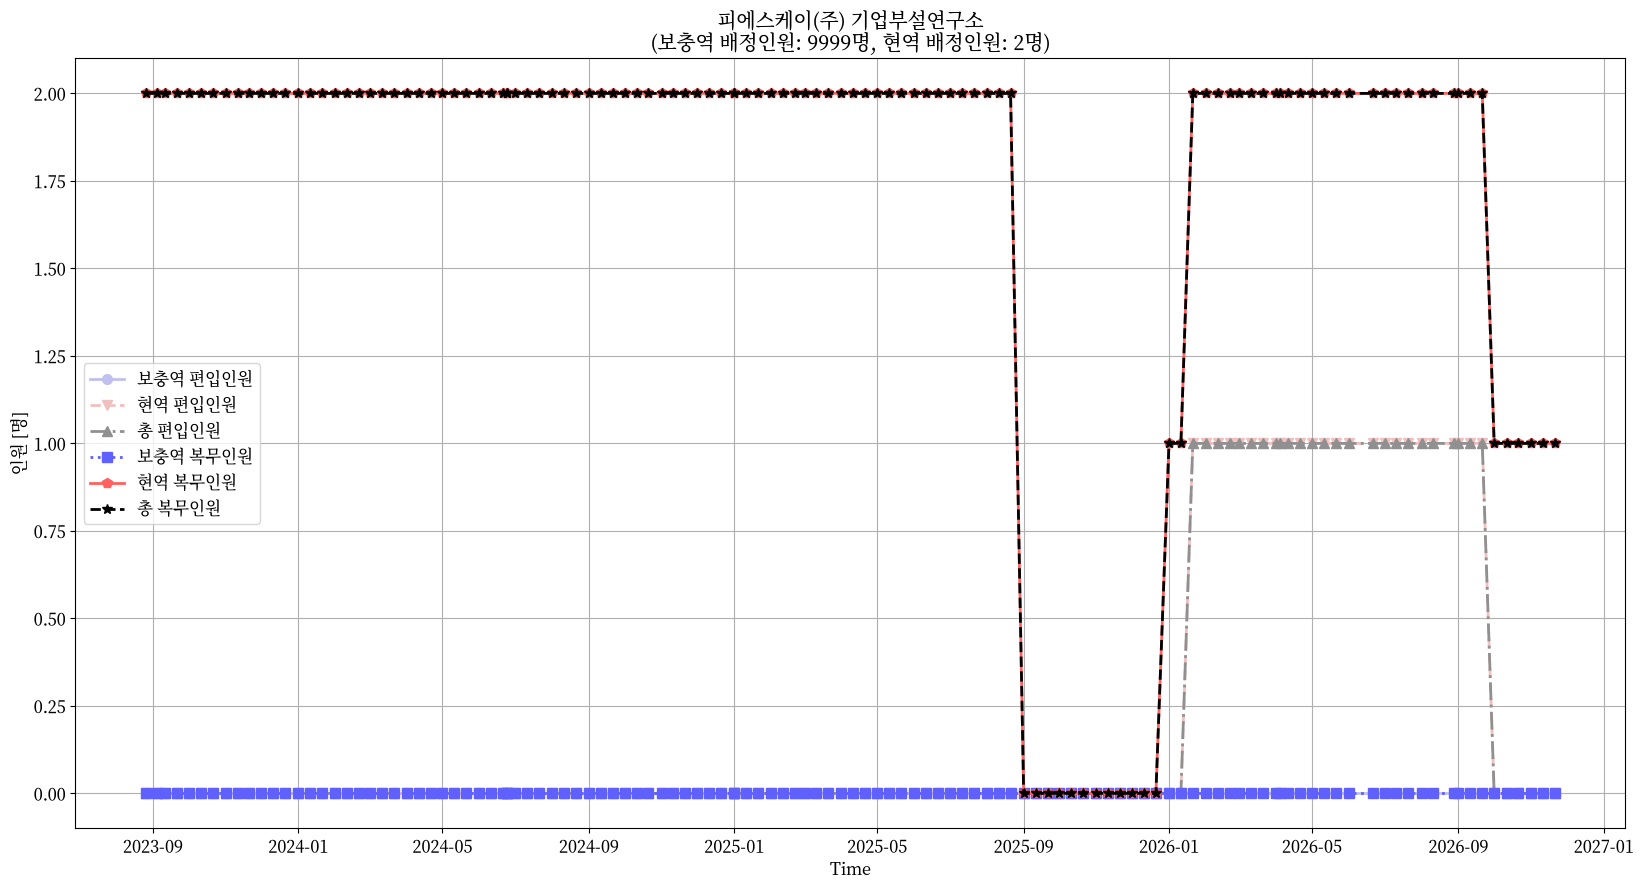 피에스케이(주) 기업부설연구소
(보충역 배정인원: 9999명, 현역 배정인원: 2명)
인원 [명]
2.00
1.75
1.50
1.25
1.00
0.75
0.50
0.25
0.00
보충역 편입인원
현역 편입인원
총 편입인원
보충역 복무인원
현역 복무인원
총 복무인원
2023-09 2024-01 2024-05 2024-09 2025-01 2025-05 2025-09 2026-01 2026-05 2026-09 2027-01
Time